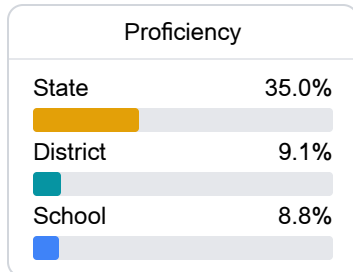 Proficiency
State 35.0%
District 9.1%
School 8.8%